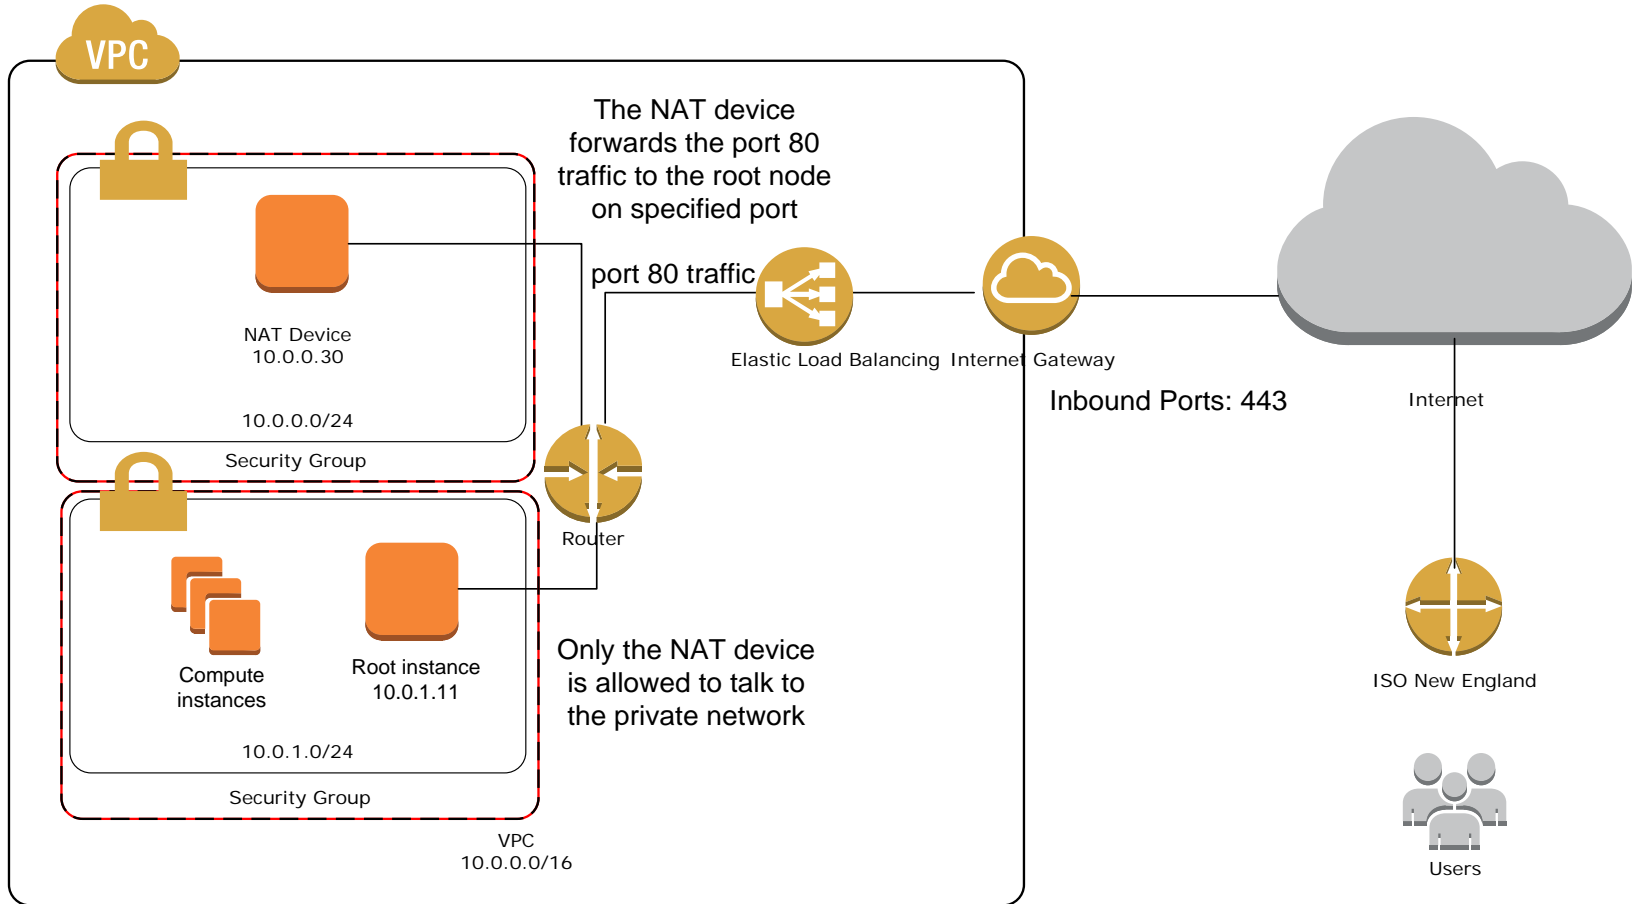 VPC
The NAT device
forwards the port 80
traffic to the root node
on specified port
port 80 traffic
NAT Device
10.0.0.30
10.0.0.0/24
Security Group
Elastic Load Balancing
Internet Gateway
Inbound Ports: 443
Internet
Router
Compute
instances
Root instance
10.0.1.11
10.0.1.0/24
Security Group
Only the NAT device
is allowed to talk to
the private network
VPC
10.0.0.0/16
ISO New England
Users